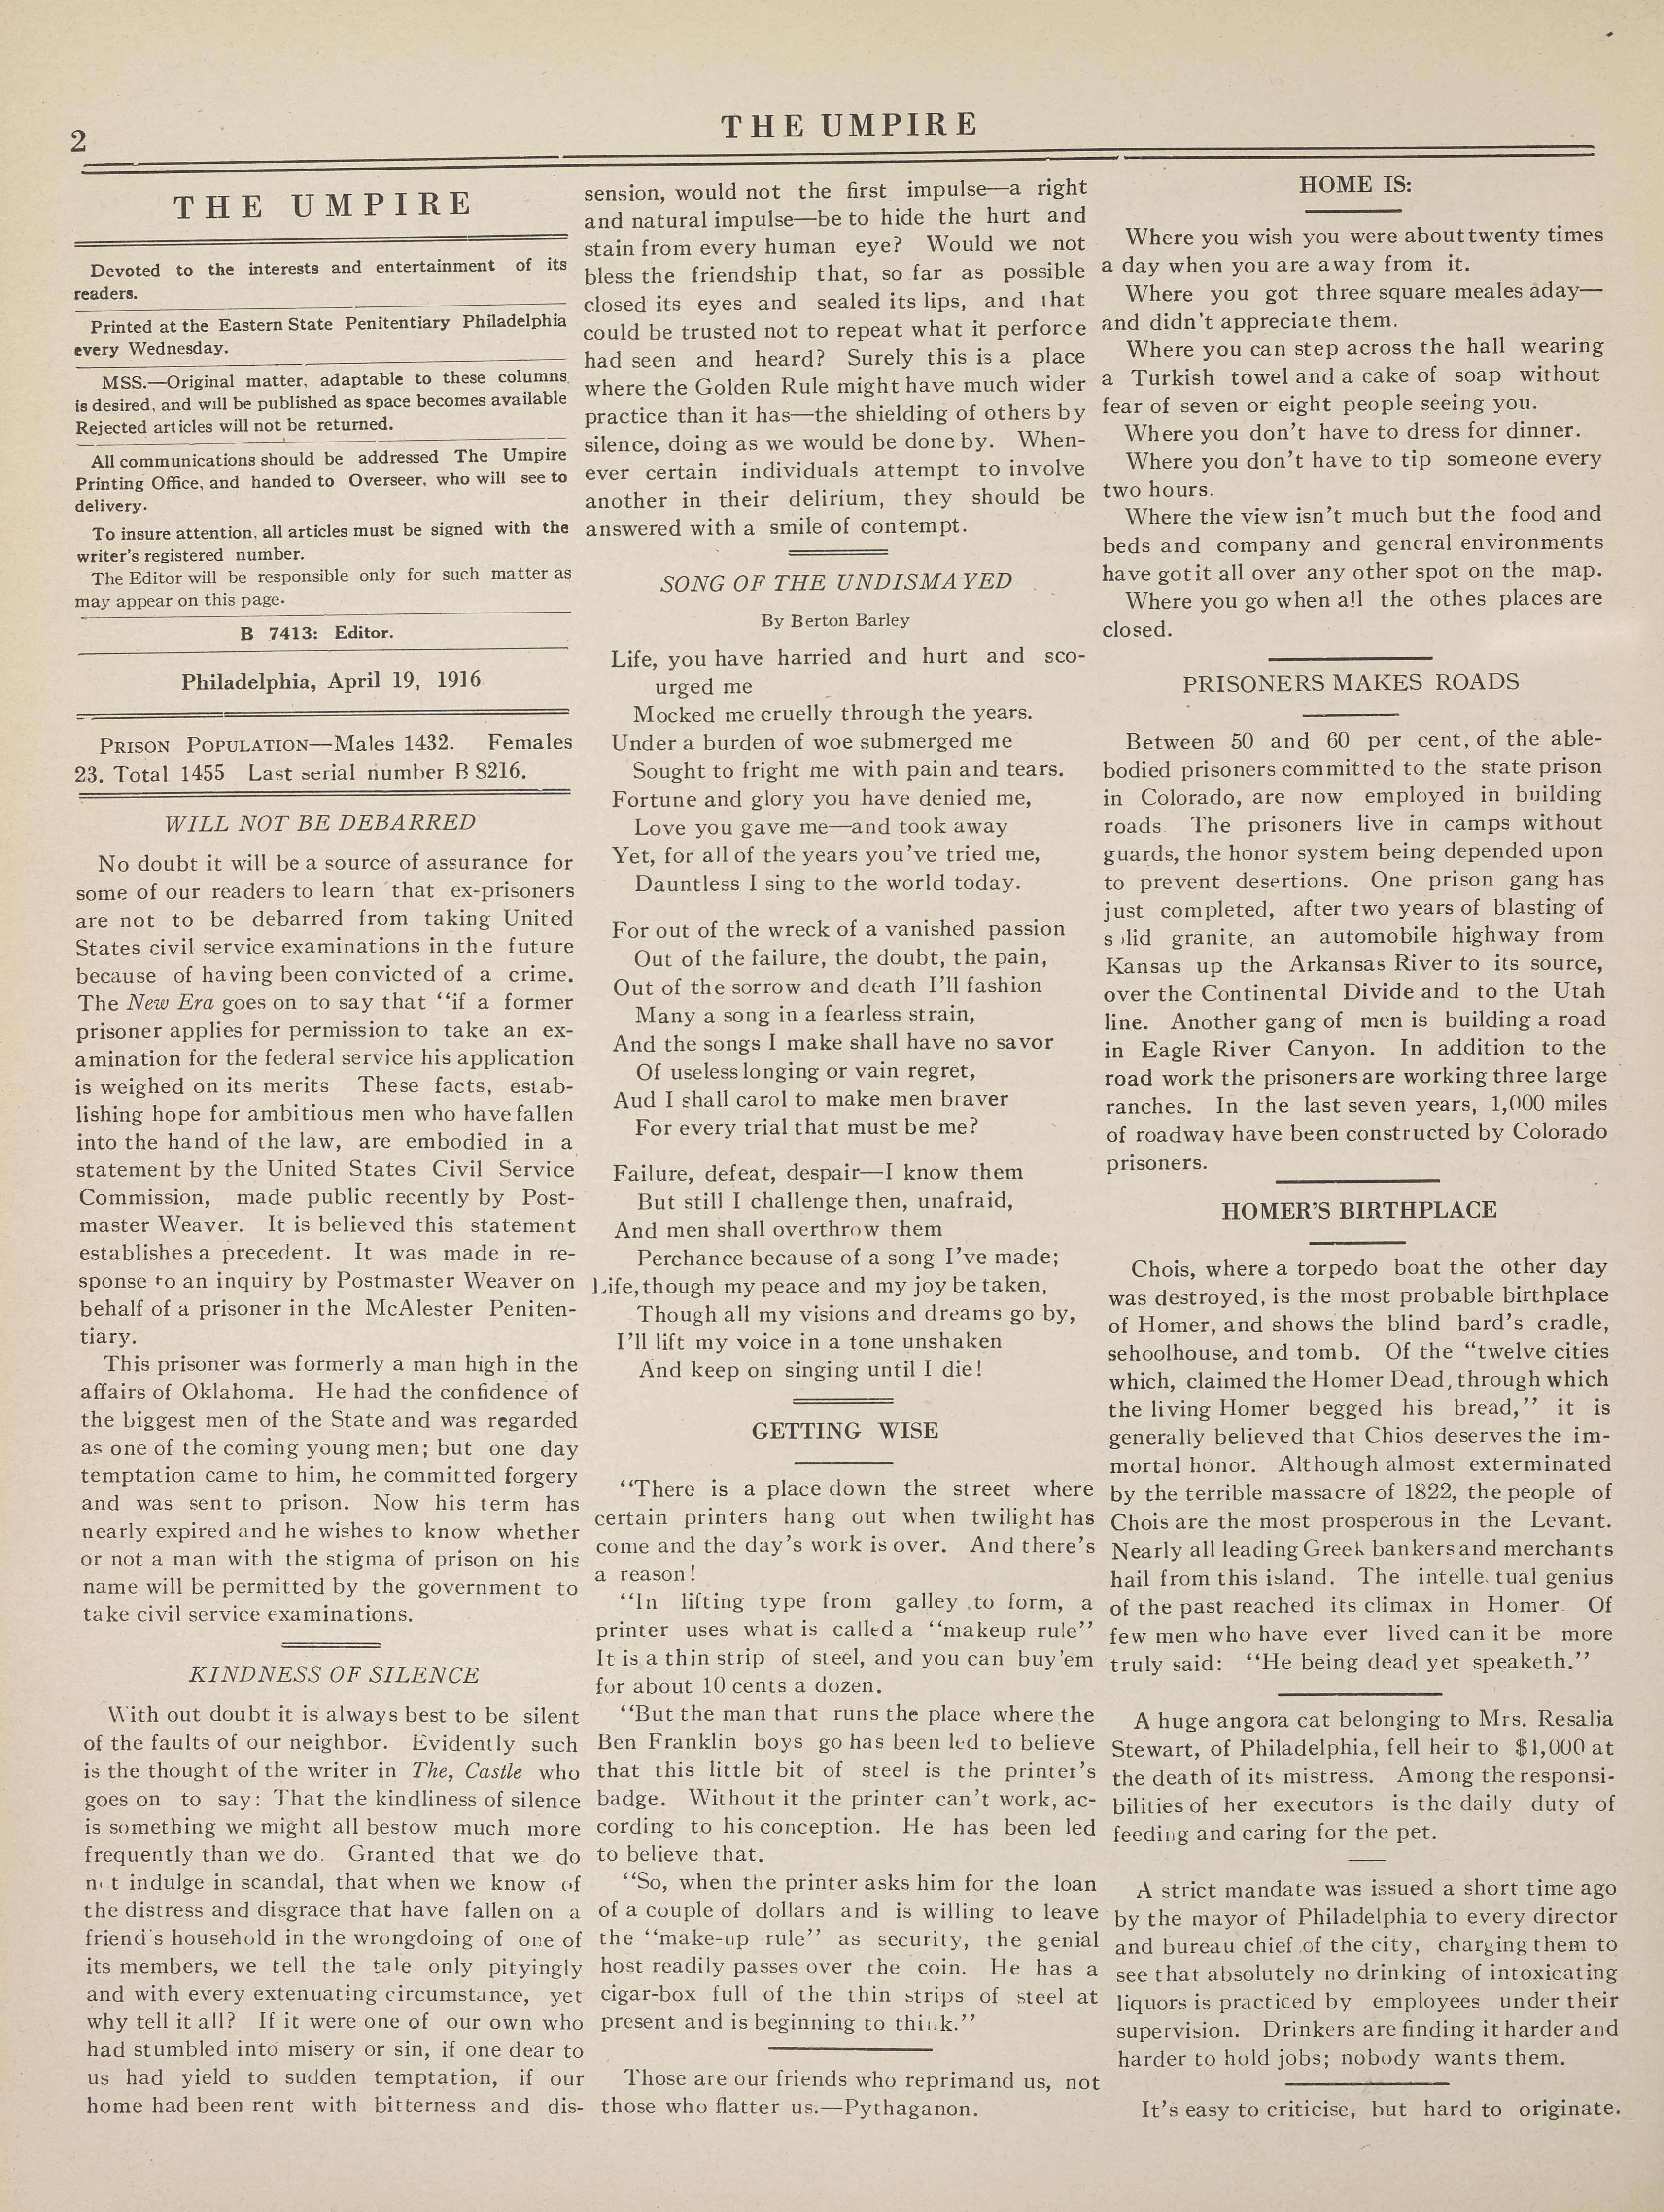 2
THE UMPIRE
THE UMPIRE
Devoted to the interests and entertainment of its
readers.
Printed at the Eastern State Penitentiary Philadelphia
every Wednesday.
MSS.—Original matter, adaptable to these columns
is desired, and will be published as space becomes available
Rejected articles will not be returned.
All communications should be addressed The Umpire
Printing Office, and handed to Overseer, who will see to
delivery.
To insure attention, all articles must be signed with the
writer's registered number.
The Editor will be responsible only for such matter as
may appear on this page.
B 7413: Editor.
Philadelphia, April 19, 1916
PRISON POPULATION—Males 1432. Females
23. Total 1455 Last serial number B 8216.
WILL NOT BE DEBARRED
No doubt it will be a source of assurance for
some of our readers to learn that ex-prisoners
are not to be debarred from taking United
States civil service examinations in the future
because of having been convicted of a crime.
The New Era goes on to say that "if a former
prisoner applies for permission to take an ex-
amination for the federal service his application
is weighed on its merits These facts, estab-
lishing hope for ambitious men who have fallen
into the hand of the law, are embodied in a
statement by the United States Civil Service
Commission, made public recently by Post-
master Weaver. It is believed this statement
establishes a precedent. It was made in re-
sponse to an inquiry by Postmaster Weaver on
behalf of a prisoner in the McAlester Peniten-
tiary.
This prisoner was formerly a man high in the
affairs of Oklahoma. He had the confidence of
the biggest men of the State and was regarded
as one of the coming young men; but one day
temptation came to him, he committed forgery
and was sent to prison. Now his term has
nearly expired and he wishes to know whether
or not a man with the stigma of prison on his
name will be permitted by the government to
take civil service examinations.
KINDNESS OF SILENCE
With out doubt it is always best to be silent
of the faults of our neighbor. Evidently such
is the thought of the writer in The, Castle who
goes on to say: That the kindliness of silence
is something we might all bestow much more
frequently than we do. Granted that we do
not indulge in scandal, that when we know of
the distress and disgrace that have fallen on a
friend's household in the wrongdoing of one of
its members, we tell the tale only pityingly
and with every extenuating circumstance, yet
why tell it all? If it were one of our own who
had stumbled into misery or sin, if one dear to
us had yield to sudden temptation, if our
home had been rent with bitterness and dis-
sension, would not the first impulse—a right
and natural impulse—be to hide the hurt and
stain from every human eye? Would we not
bless the friendship that, so far as possible
closed its eyes and sealed its lips, and that
could be trusted not to repeat what it perforce
had seen and heard? Surely this is a place
where the Golden Rule might have much wider
practice than it has—the shielding of others by
silence, doing as we would be done by. When-
ever certain individuals attempt to involve
another in their delirium, they should be
answered with a smile of contempt.
SONG OF THE UNDISMAYED
By Berton Barley
Life, you have harried and hurt and sco-
urged me
Mocked me cruelly through the years.
Under a burden of woe submerged me
Sought to fright me with pain and tears.
Fortune and glory you have denied me,
Love you gave me—and took away
Yet, for all of the years you've tried me,
Dauntless I sing to the world today.
For out of the wreck of a vanished passion
Out of the failure, the doubt, the pain,
Out of the sorrow and death I'll fashion
Many a song in a fearless strain,
And the songs I make shall have no savor
Of useless longing or vain regret,
Aud I shall carol to make men braver
For every trial that must be me?
Failure, defeat, despair—I know them
But still I challenge then, unafraid,
And men shall overthrow them
Perchance because of a song I've made;
Life, though my peace and my joy be taken,
Though all my visions and dreams go by,
I'll lift my voice in a tone unshaken
And keep on singing until I die!
GETTING WISE
"There is a place down the street where
certain printers hang out when twilight has
come and the day's work is over. And there's
a reason!
"In lifting type from galley to form, a
printer uses what is called a "makeup rule"
It is a thin strip of steel, and you can buy 'em
for about 10 cents a dozen.
"But the man that runs the place where the
Ben Franklin boys go has been led to believe
that this little bit of steel is the printer's
badge. Without it the printer can't work, ac-
cording to his conception. He has been led
to believe that.
"So, when the printer asks him for the loan
of a couple of dollars and is willing to leave
the "make-up rule" as security, the genial
host readily passes over the coin. He has a
cigar-box full of the thin strips of steel at
present and is beginning to think."
Those are our friends who reprimand us, not
those who flatter us.—Pythaganon.
HOME IS:
Where you wish you were about twenty times
a day when you are away from it.
Where you got three square meales aday—
and didn't appreciate them.
Where you can step across the hall wearing
a Turkish towel and a cake of soap without
fear of seven or eight people seeing you.
Where you don't have to dress for dinner.
Where you don't have to tip someone every
two hours.
Where the view isn't much but the food and
beds and company and general environments
have got it all over any other spot on the map.
Where you go when all the othes places are
closed.
PRISONERS MAKES ROADS
Between 50 and 60 per cent, of the able-
bodied prisoners committed to the state prison
in Colorado, are now employed in building
roads. The prisoners live in camps without
guards, the honor system being depended upon
to prevent desertions. One prison gang has
just completed, after two years of blasting of
solid granite, an automobile highway from
Kansas up the Arkansas River to its source,
over the Continental Divide and to the Utah
line. Another gang of men is building a road
in Eagle River Canyon. In addition to the
road work the prisoners are working three large
ranches. In the last seven years, 1,000 miles
of roadway have been constructed by Colorado
prisoners.
HOMER'S BIRTHPLACE
Chois, where a torpedo boat the other day
was destroyed, is the most probable birthplace
of Homer, and shows the blind bard's cradle,
sehoolhouse, and tomb. Of the "twelve cities
which, claimed the Homer Dead, through which
the living Homer begged his bread," it is
generally believed that Chios deserves the im-
mortal honor. Although almost exterminated
by the terrible massacre of 1822, the people of
Chois are the most prosperous in the Levant.
Nearly all leading Greek bankers and merchants
hail from this island. The intellectual genius
of the past reached its climax in Homer. Of
few men who have ever lived can it be more
truly said: "He being dead yet speaketh."
A huge angora cat belonging to Mrs. Resalia
Stewart, of Philadelphia, fell heir to $1,000 at
the death of its mistress. Among the responsi-
bilities of her executors is the daily duty of
feeding and caring for the pet.
A strict mandate was issued a short time ago
by the mayor of Philadelphia to every director
and bureau chief of the city, charging them to
see that absolutely no drinking of intoxicating
liquors is practiced by employees under their
supervision. Drinkers are finding it harder and
harder to hold jobs; nobody wants them.
It's easy to criticise, but hard to originate.